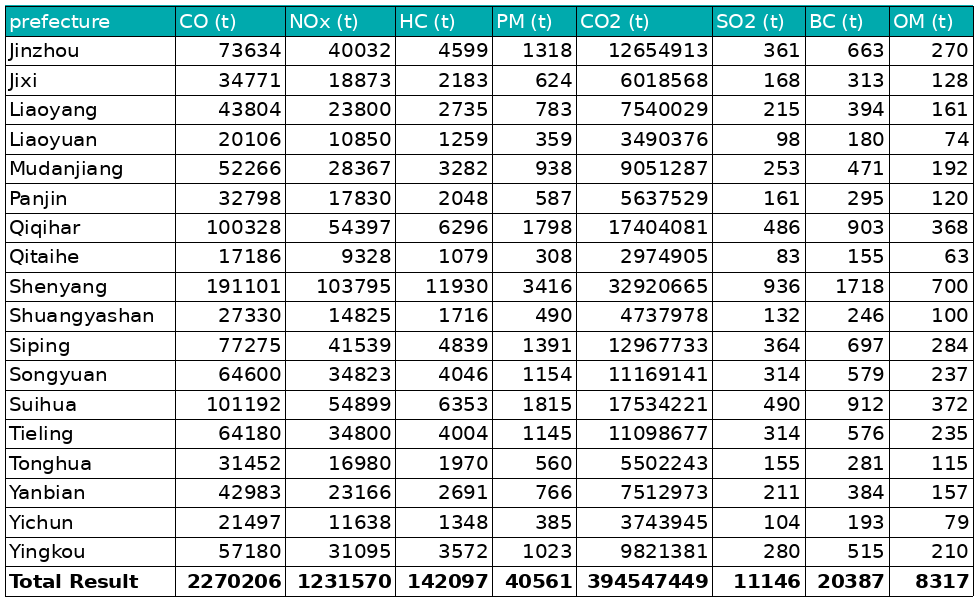 prefecture CO (t) NOx (t) HC (t) PM (t) CO2 (t) SO2 (t) BC (t) OM (t)
Jinzhou 73634 40032 4599 1318 12654913 361 663 270
Jixi 34771 18873 2183 624 6018568 168 313 128
Liaoyang 43804 23800 2735 783 7540029 215 394 161
Liaoyuan 20106 10850 1259 359 3490376 98 180 74
Mudanjiang 52266 28367 3282 938 9051287 253 471 192
Panjin 32798 17830 2048 587 5637529 161 295 120
Qiqihar 100328 54397 6296 1798 17404081 486 903 368
Qitaihe 17186 9328 1079 308 2974905 83 155 63
Shenyang 191101 103795 11930 3416 32920665 936 1718 700
Shuangyashan 27330 14825 1716 490 4737978 132 246 100
Siping 77275 41539 4839 1391 12967733 364 697 284
Songyuan 64600 34823 4046 1154 11169141 314 579 237
Suihua 101192 54899 6353 1815 17534221 490 912 372
Tieling 64180 34800 4004 1145 11098677 314 576 235
Tonghua 31452 16980 1970 560 5502243 155 281 115
Yanbian 42983 23166 2691 766 7512973 211 384 157
Yichun 21497 11638 1348 385 3743945 104 193 79
Yingkou 57180 31095 3572 1023 9821381 280 515 210
Total Result 2270206 1231570 142097 40561 394547449 11146 20387 8317